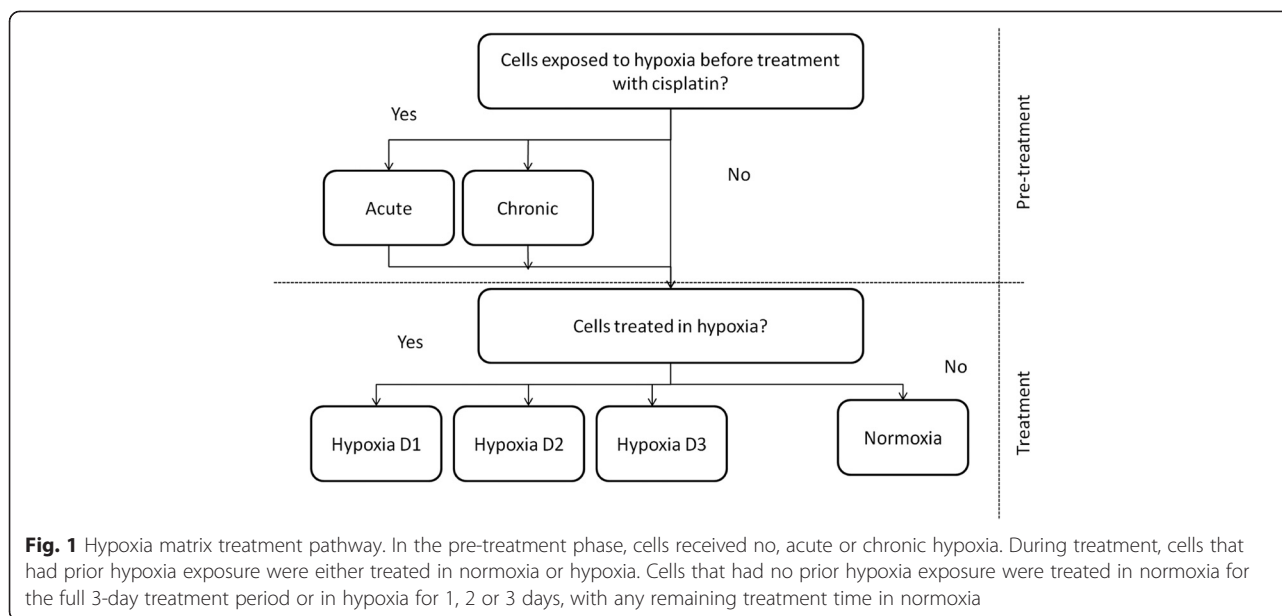 Cells exposed to hypoxia before treatment
with cisplatin?
Yes
No
Acute
Chronic
Pre-treatment
Cells treated in hypoxia?
Yes
No
Hypoxia D1
Hypoxia D2
Hypoxia D3
Normoxia
Treatment
Fig. 1 Hypoxia matrix treatment pathway. In the pre-treatment phase, cells received no, acute or chronic hypoxia. During treatment, cells that
had prior hypoxia exposure were either treated in normoxia or hypoxia. Cells that had no prior hypoxia exposure were treated in normoxia for
the full 3-day treatment period or in hypoxia for 1, 2 or 3 days, with any remaining treatment time in normoxia